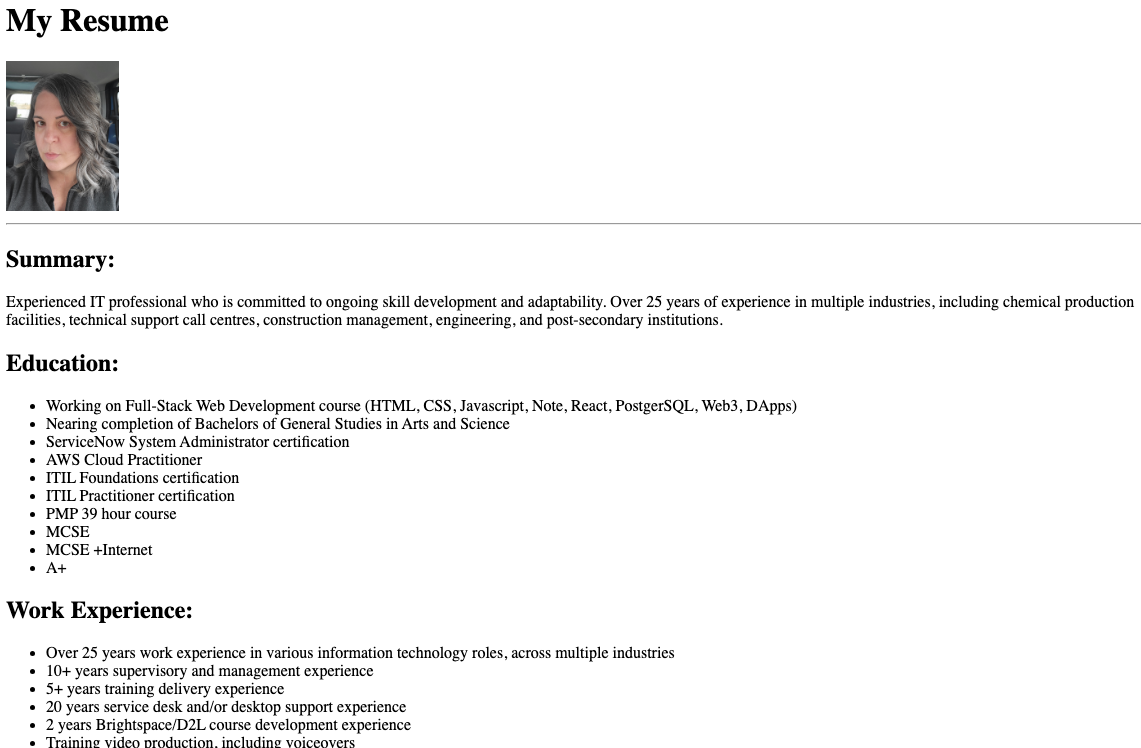 My Resume
Summary:
Experienced IT professional who is committed to ongoing skill development and adaptability. Over 25 years of experience in multiple industries, including chemical production
facilities, technical support call centres, construction management, engineering, and post-secondary institutions.
Education:
• Working on Full-Stack Web Development course (HTML, CSS, Javascript, Note, React, PostgerSQL, Web3, DApps)
• Nearing completion of Bachelors of General Studies in Arts and Science
• ServiceNow System Administrator certification
• AWS Cloud Practitioner
• ITIL Foundations certification
• ITIL Practitioner certification
• PMP 39 hour course
• MCSE
• MCSE +Internet
• A+
Work Experience:
• Over 25 years work experience in various information technology roles, across multiple industries
• 10+ years supervisory and management experience
• 5+ years training delivery experience
• 20 years service desk and/or desktop support experience
• 2 years Brightspace/D2L course development experience
• Training video production, including voiceovers